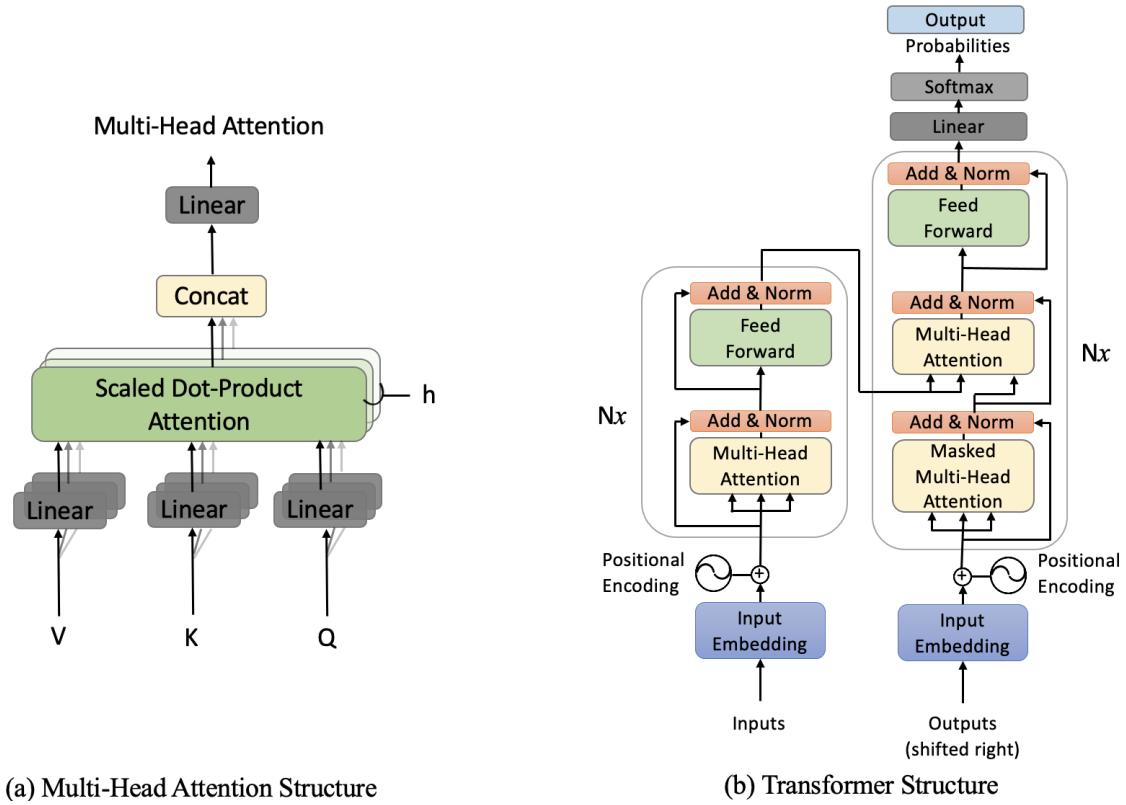 Multi-Head Attention
Linear
Concat
Scaled Dot-Product
Attention
h
Linear
Linear
Linear
V
K
Q
(a) Multi-Head Attention Structure
Output
Probabilities
Softmax
Linear
Add & Norm
Feed
Forward
Add & Norm
Multi-Head
Attention
Nx
Add & Norm
Masked
Multi-Head
Attention
Positional
Encoding
Input
Embedding
Outputs
(shifted right)
Add & Norm
Feed
Forward
Nx
Add & Norm
Multi-Head
Attention
Positional
Encoding
Input
Embedding
Inputs
(b) Transformer Structure